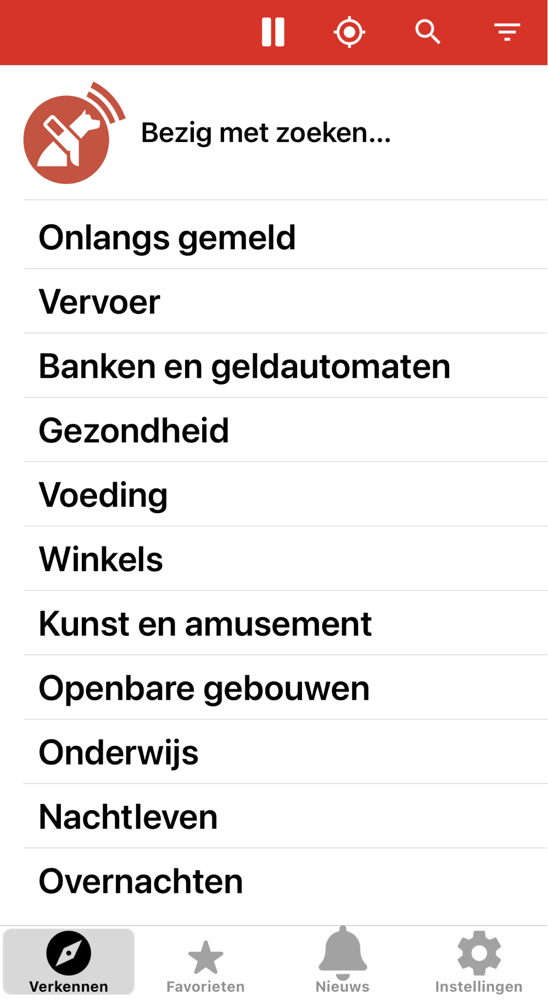 Bezig met zoeken...
Onlangs gemeld
Vervoer
Banken en geldautomaten
Gezondheid
Voeding
Winkels
Kunst en amusement
Openbare gebouwen
Onderwijs
Nachtleven
Overnachten
Verkennen
Favorieten
Nieuws
Instellingen